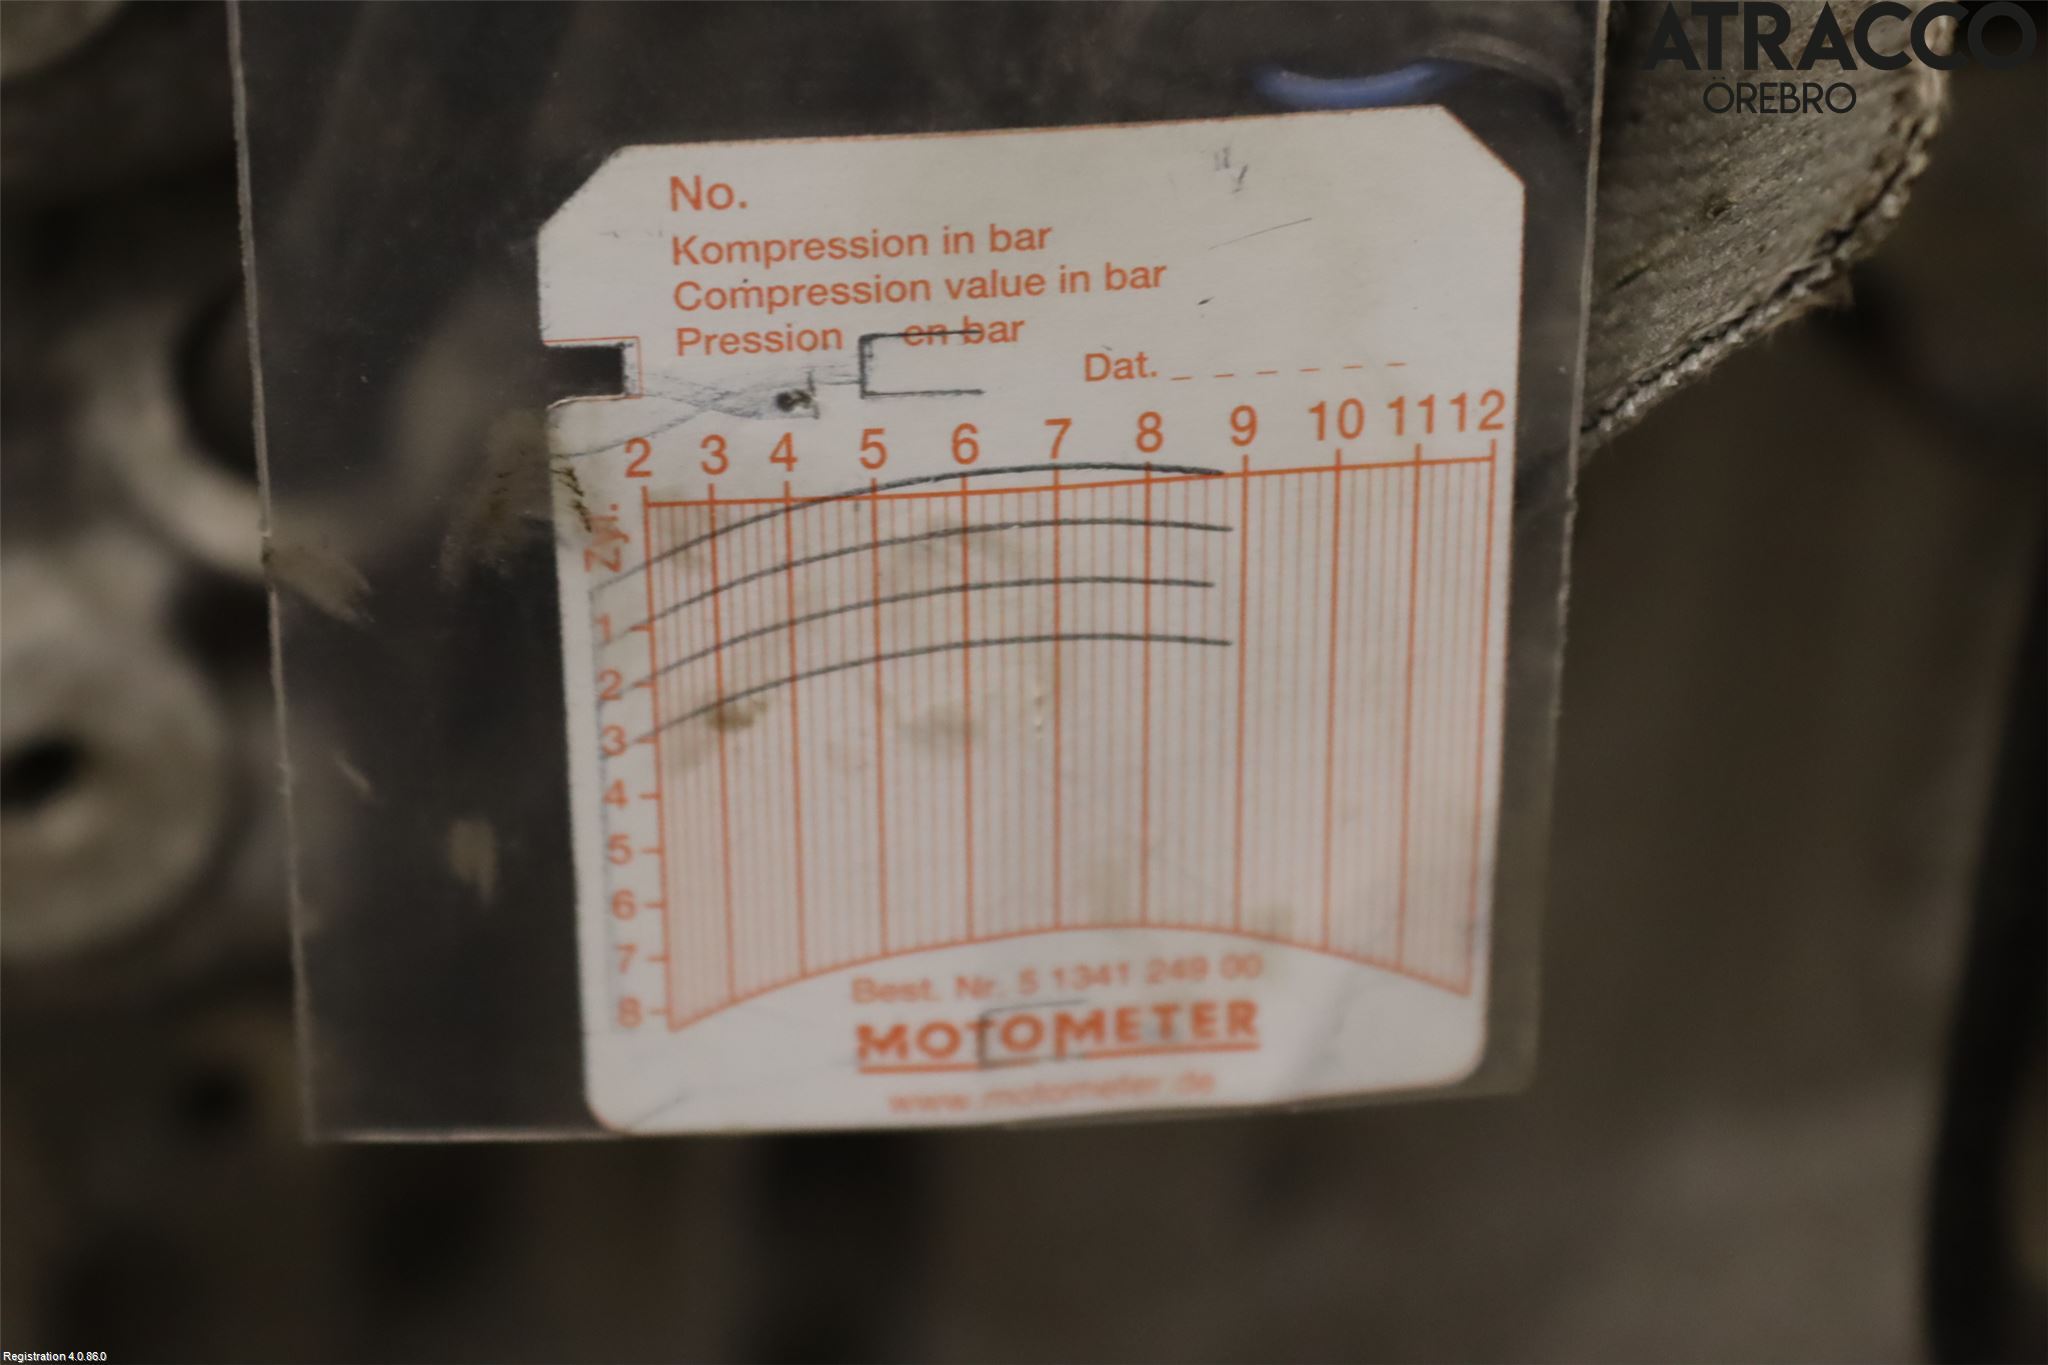 ATRACCO
ÖREBRO
No.
Kompression in bar
Compression value in bar
Pression en bar
Dat. _ _ _ _ _ _
2 3 4 5 6 7 8 9 10 11 12
Zyl.
1
2
3
4
5
6
7
8
Best. Nr. 5 1341 249 00
MOTOMETER
www.motometer.de
Registration 4.0.86.0